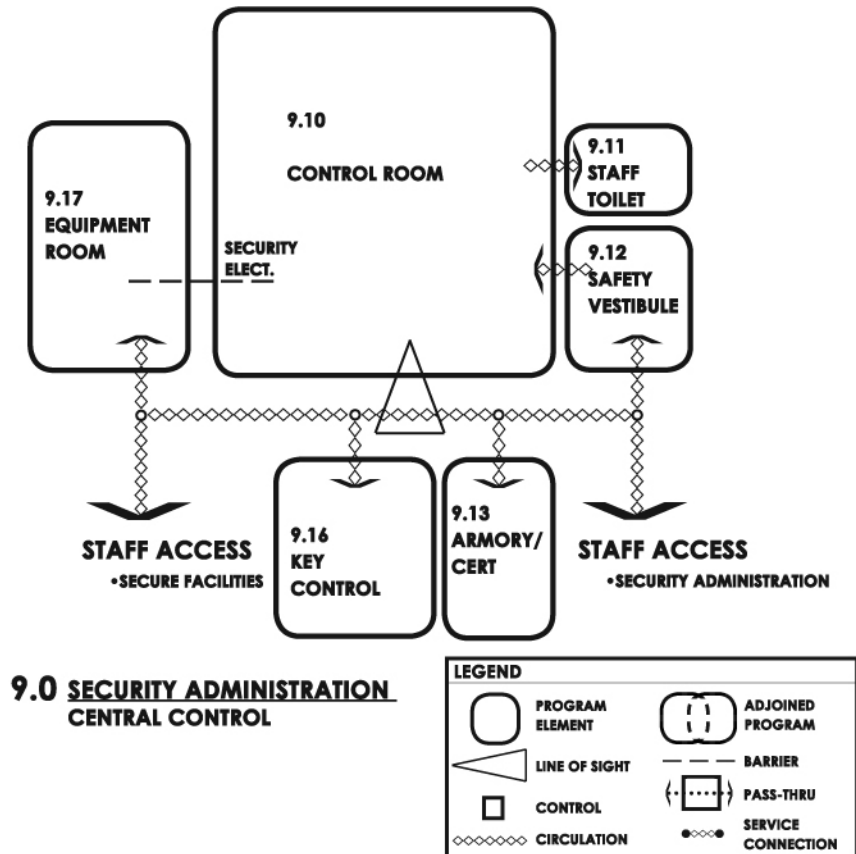 9.10
CONTROL ROOM
9.11
STAFF
TOILET
9.17
EQUIPMENT
ROOM
SECURITY
ELECT.
9.12
SAFETY
VESTIBULE
9.16
KEY
CONTROL
9.13
ARMORY/
CERT
STAFF ACCESS
•SECURE FACILITIES
STAFF ACCESS
•SECURITY ADMINISTRATION
9.0 SECURITY ADMINISTRATION
CENTRAL CONTROL
LEGEND
PROGRAM
ELEMENT
ADJOINED
PROGRAM
LINE OF SIGHT
BARRIER
CONTROL
PASS-THRU
CIRCULATION
SERVICE
CONNECTION